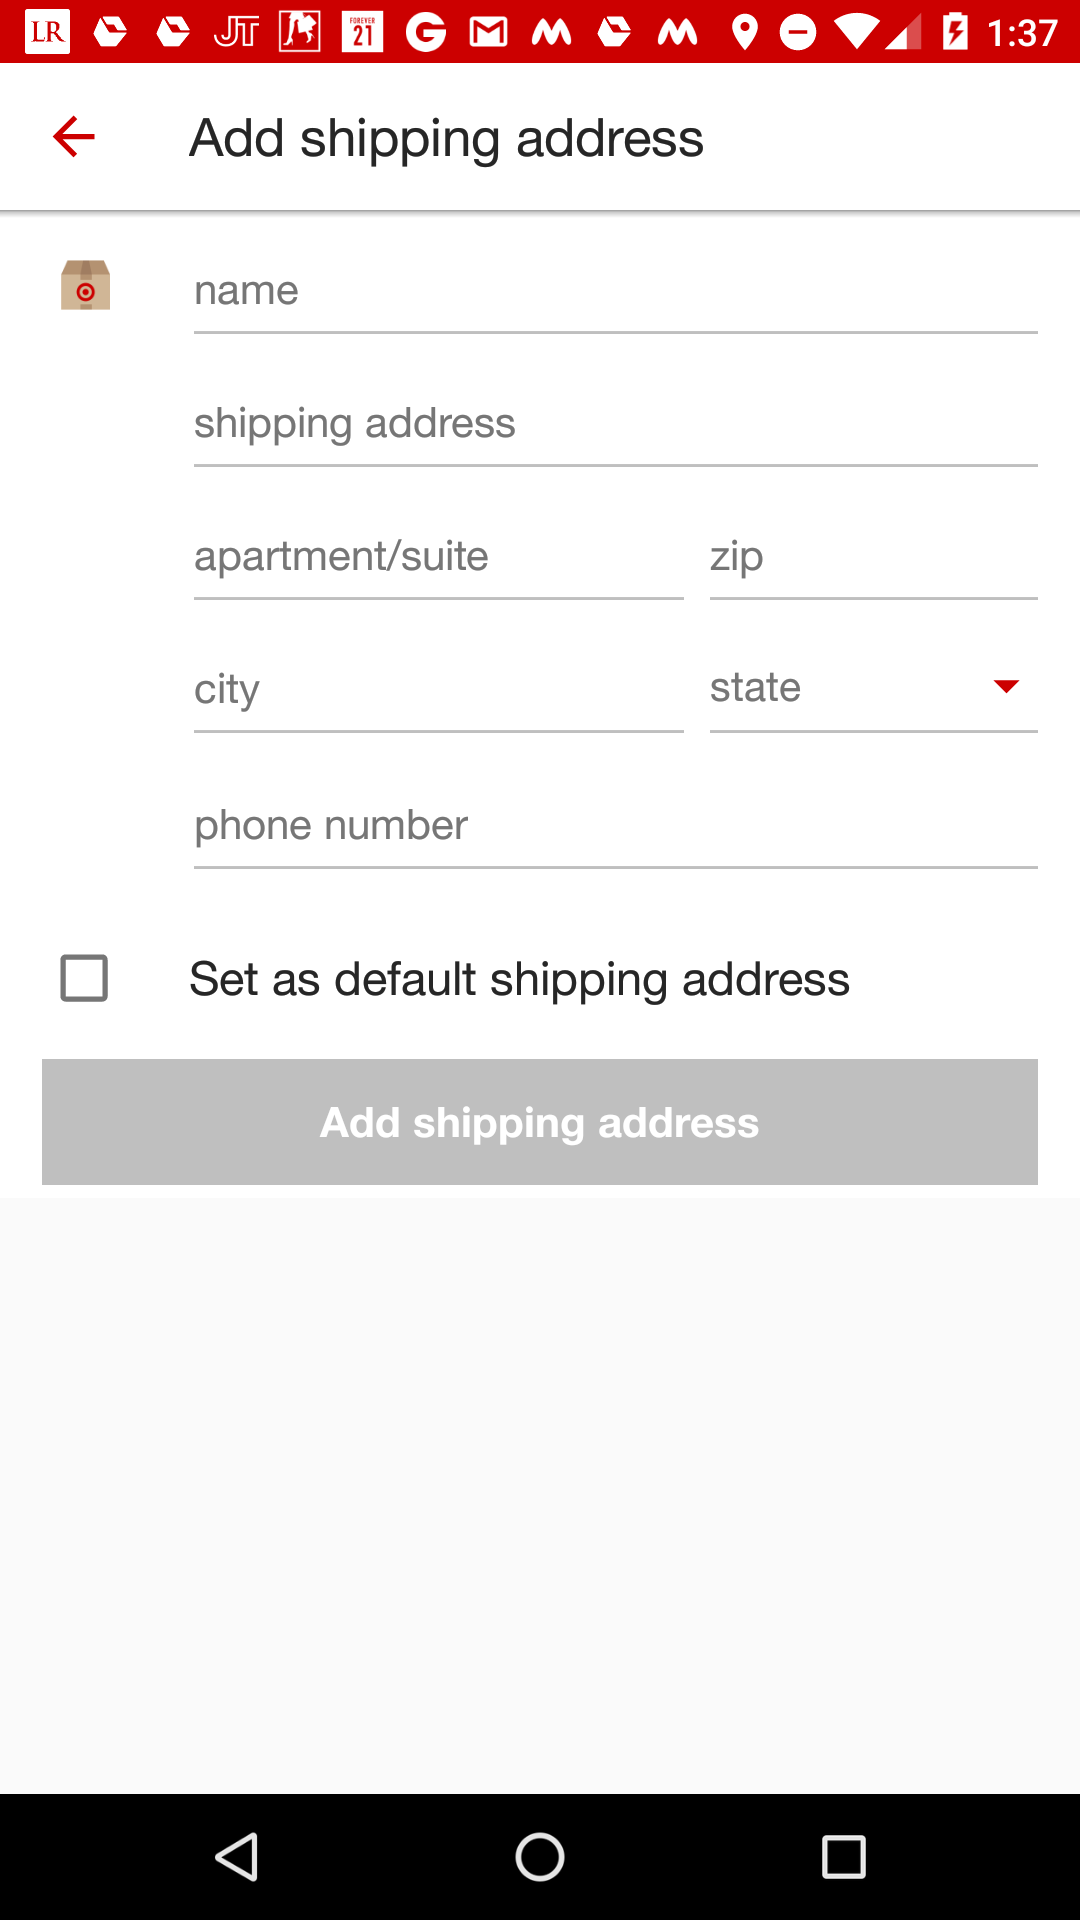 LR JT FOREVER 21 G M 1:37
Add shipping address
name
shipping address
apartment/suite zip
city state
phone number
Set as default shipping address
Add shipping address